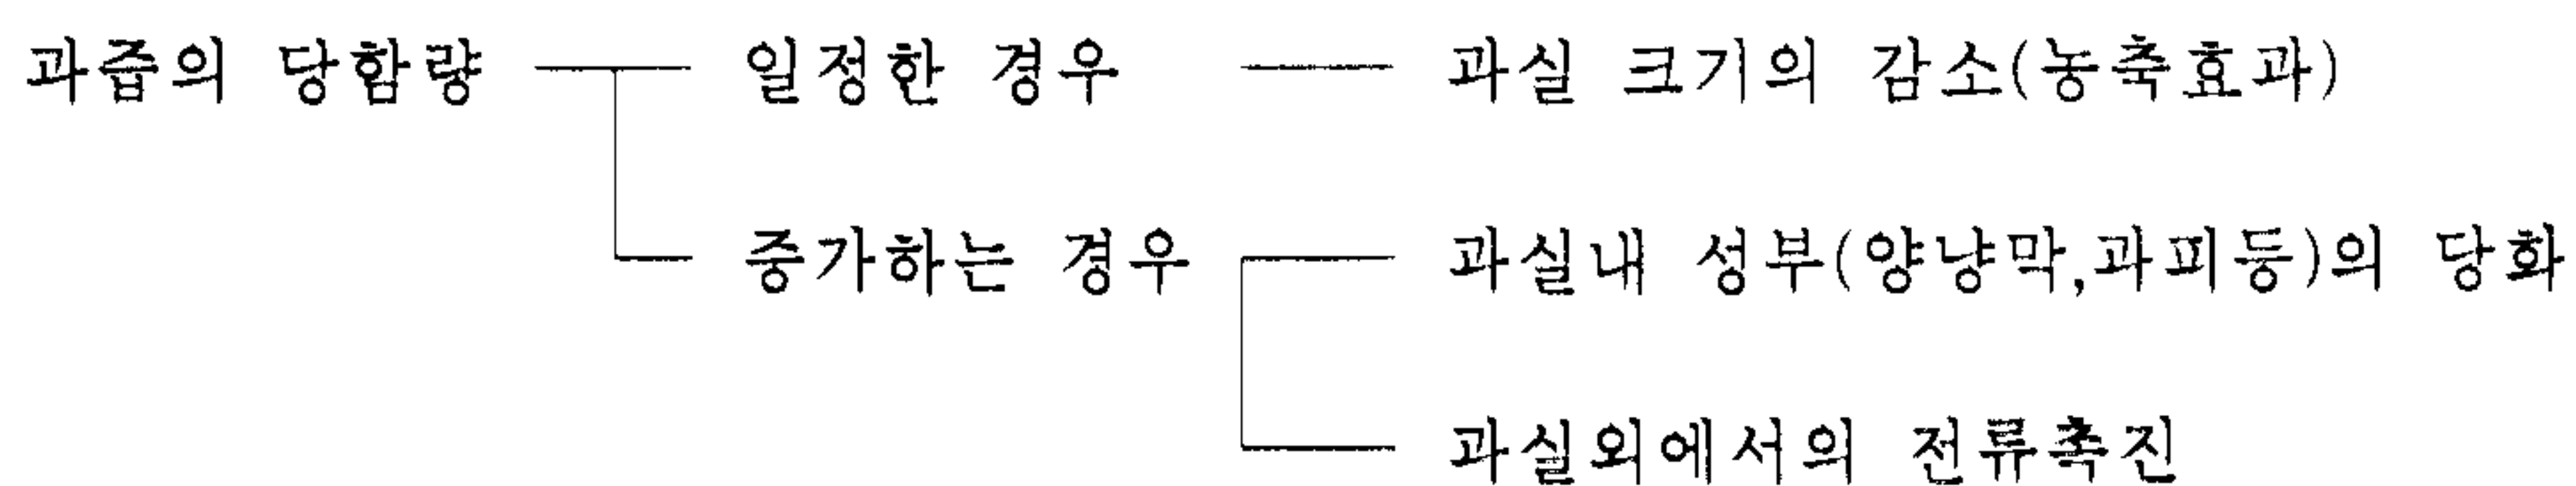 과즙의 당함량 일정한 경우 과실 크기의 감소(농축효과)
증가하는 경우 과실내 성부(양낭막,과피등)의 당화
과실외에서의 전류촉진